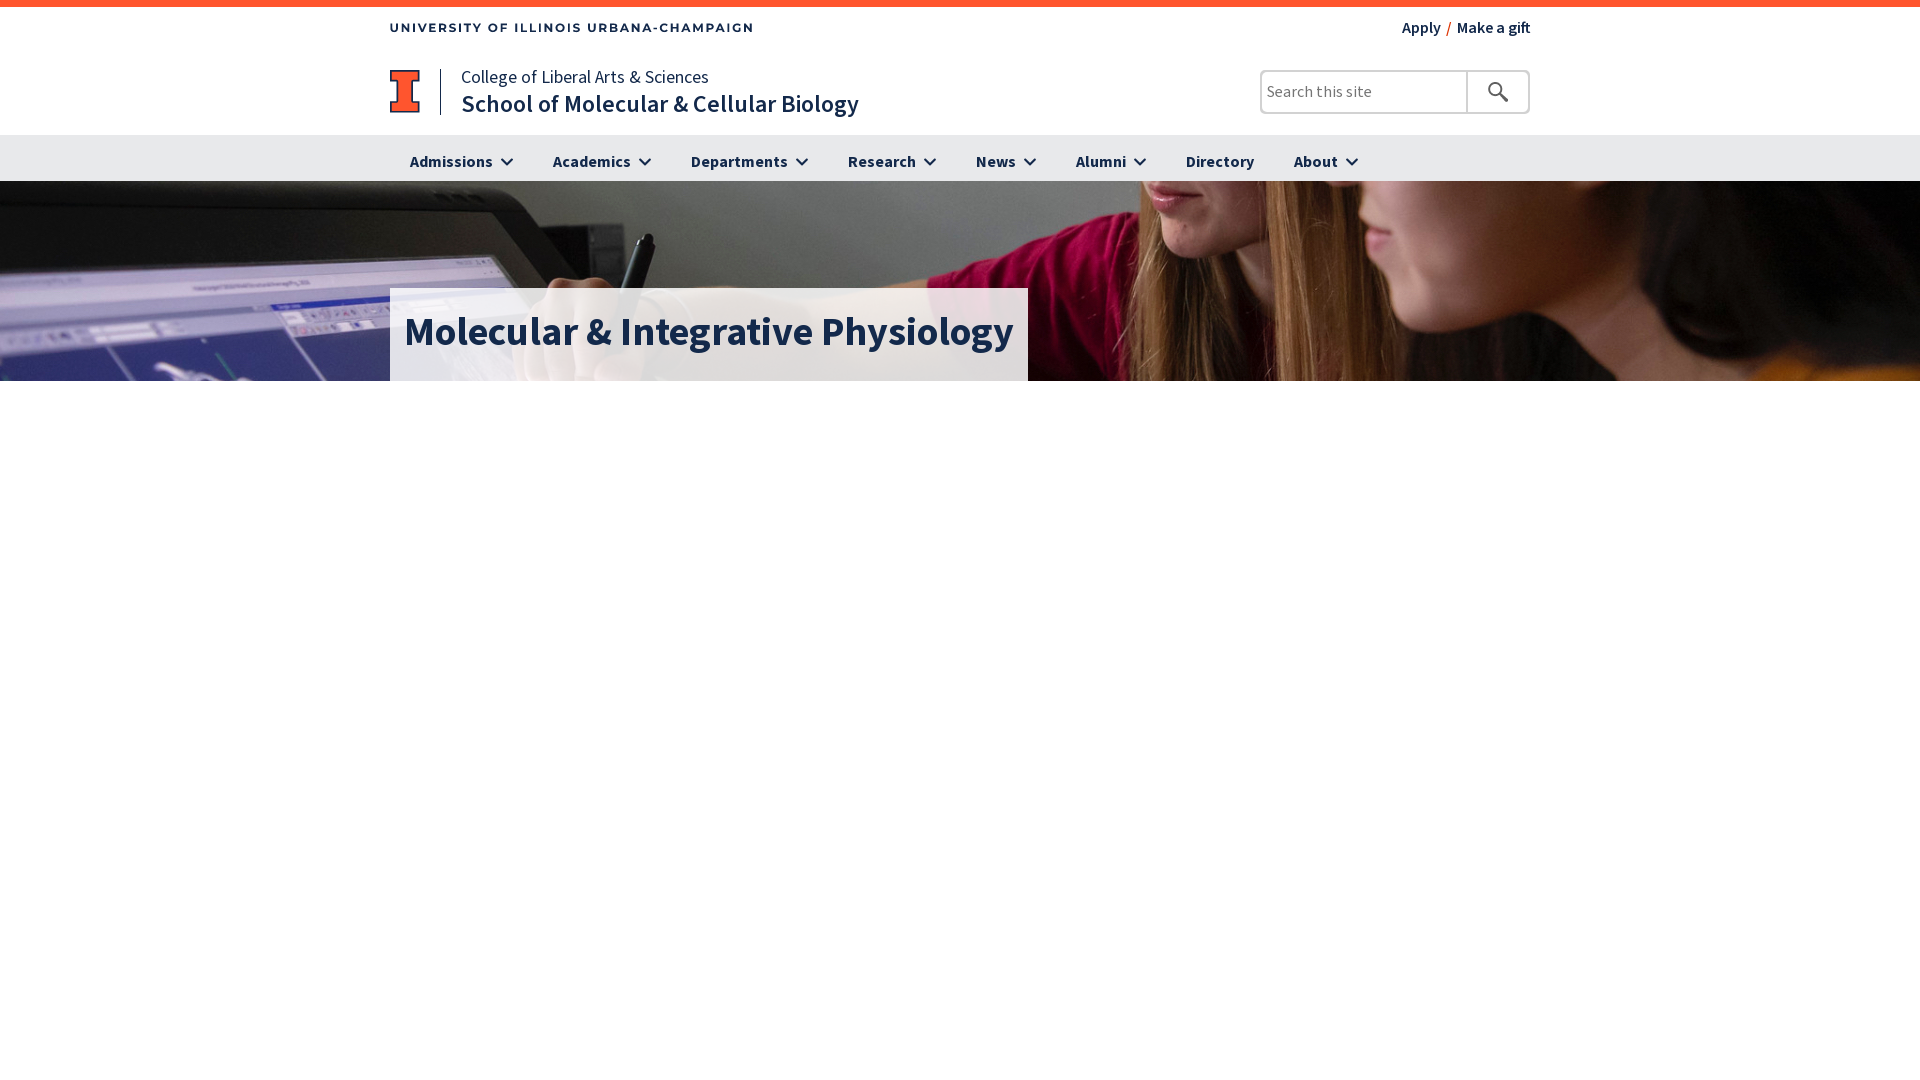 UNIVERSITY OF ILLINOIS URBANA-CHAMPAIGN
Apply / Make a gift
College of Liberal Arts & Sciences
School of Molecular & Cellular Biology
Search this site
Admissions Academics Departments Research News Alumni Directory About
Molecular & Integrative Physiology